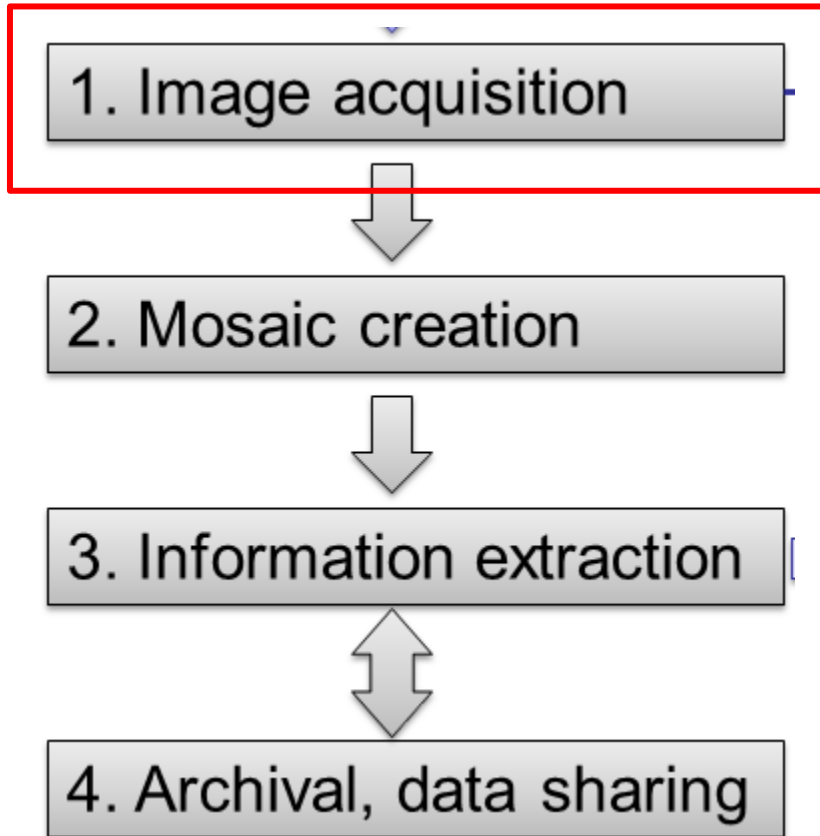 1. Image acquisition
2. Mosaic creation
3. Information extraction
4. Archival, data sharing